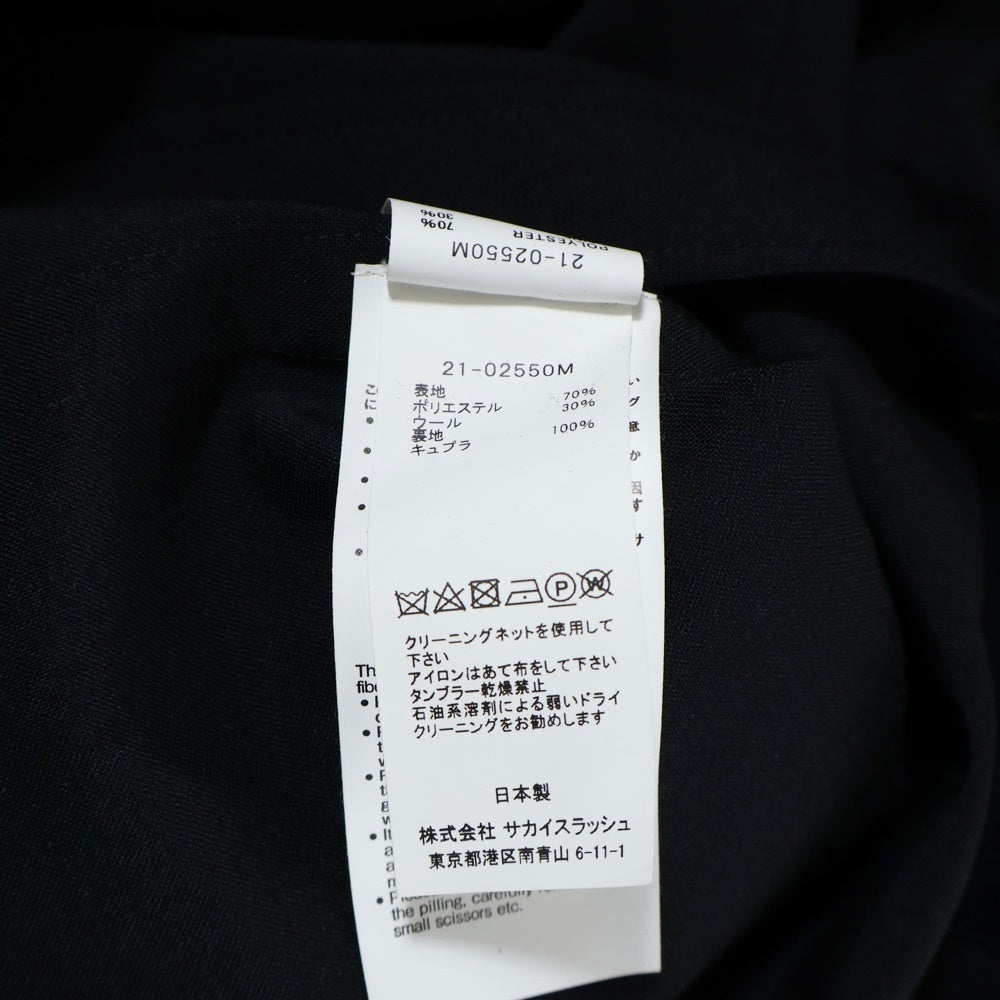 70%
30%
POLYESTER
21-02550M
21-02550M
表地
ポリエステル 70%
ウール 30%
裏地
キュプラ 100%
P
W
クリーニングネットを使用して
下さい
アイロンはあて布をして下さい
タンブラー乾燥禁止
石油系溶剤による弱いドライ
クリーニングをお勧めします
日本製
株式会社 サカイスラッシュ
東京都港区南青山 6-11-1
the pilling, carefully
small scissors etc.